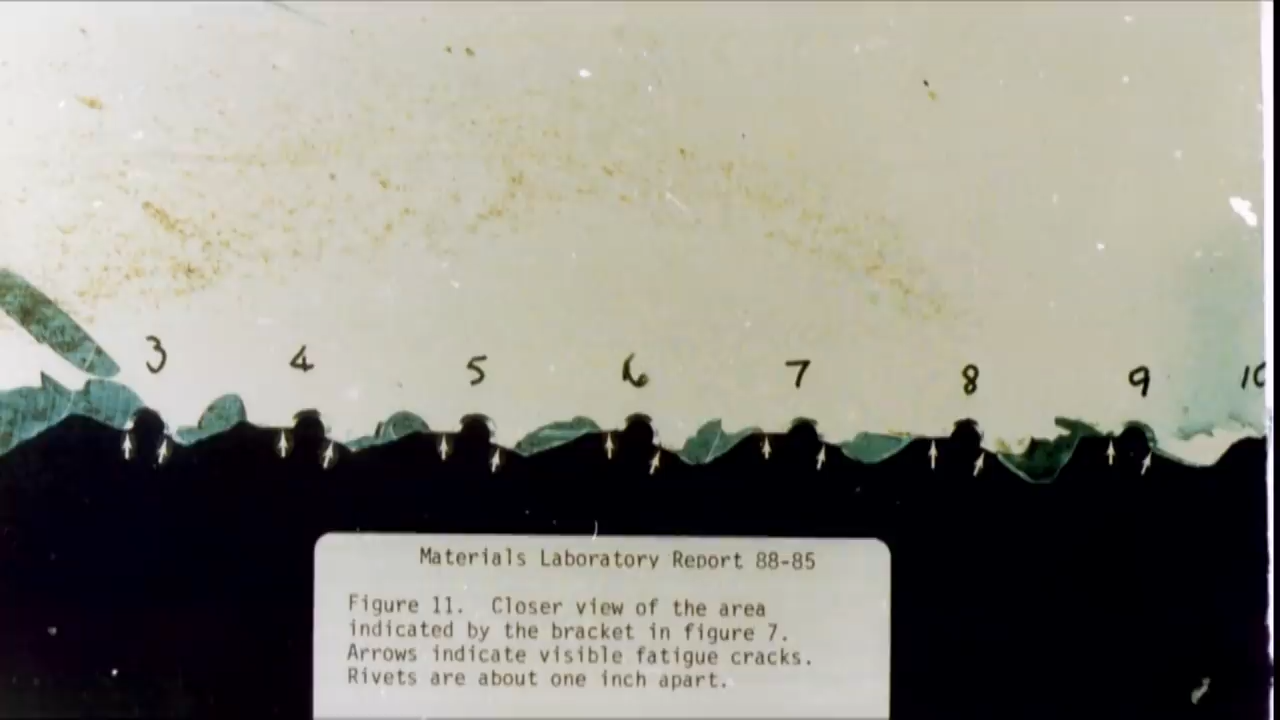 3 4 5 6 7 8 9 10
Materials Laboratory Report 88-85
Figure 11. Closer view of the area
indicated by the bracket in figure 7.
Arrows indicate visible fatigue cracks.
Rivets are about one inch apart.